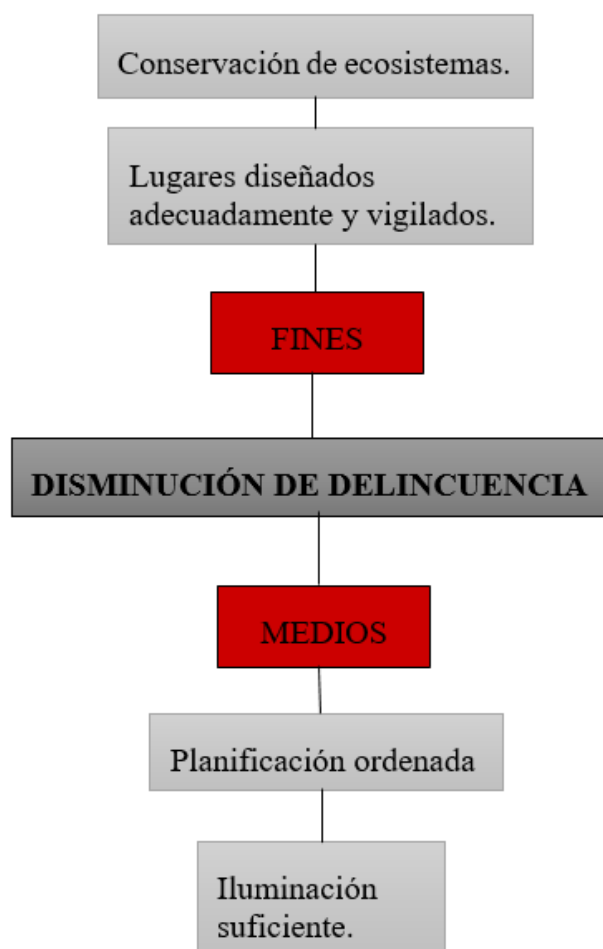 Conservación de ecosistemas.
Lugares diseñados
adecuadamente y vigilados.
FINES
DISMINUCIÓN DE DELINCUENCIA
MEDIOS
Planificación ordenada
Iluminación
suficiente.